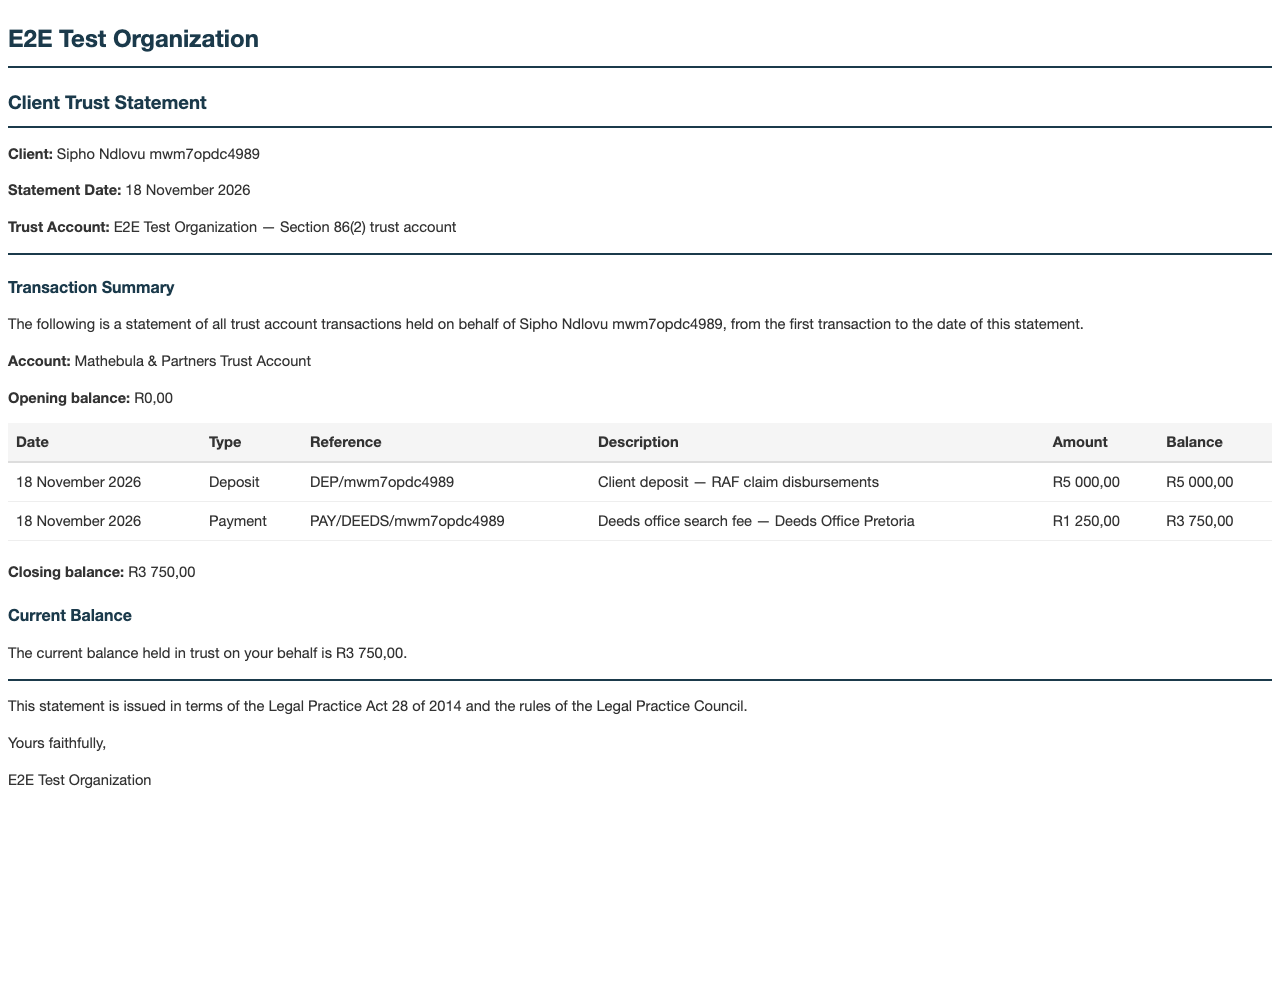 E2E Test Organization
Client Trust Statement
Client: Sipho Ndlovu mwm7opdc4989
Statement Date: 18 November 2026
Trust Account: E2E Test Organization — Section 86(2) trust account
Transaction Summary
The following is a statement of all trust account transactions held on behalf of Sipho Ndlovu mwm7opdc4989, from the first transaction to the date of this statement.
Account: Mathebula & Partners Trust Account
Opening balance: R0,00
Date Type Reference Description Amount Balance
18 November 2026 Deposit DEP/mwm7opdc4989 Client deposit — RAF claim disbursements R5 000,00 R5 000,00
18 November 2026 Payment PAY/DEEDS/mwm7opdc4989 Deeds office search fee — Deeds Office Pretoria R1 250,00 R3 750,00
Closing balance: R3 750,00
Current Balance
The current balance held in trust on your behalf is R3 750,00.
This statement is issued in terms of the Legal Practice Act 28 of 2014 and the rules of the Legal Practice Council.
Yours faithfully,
E2E Test Organization